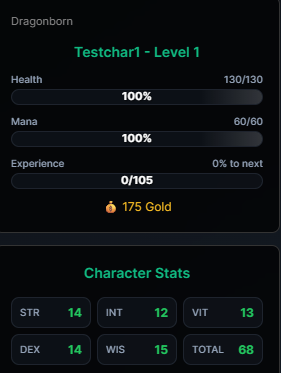 Dragonborn
Testchar1 - Level 1
Health 130/130
100%
Mana 60/60
100%
Experience 0% to next
0/105
💰 175 Gold
Character Stats
STR 14 INT 12 VIT 13
DEX 14 WIS 15 TOTAL 68